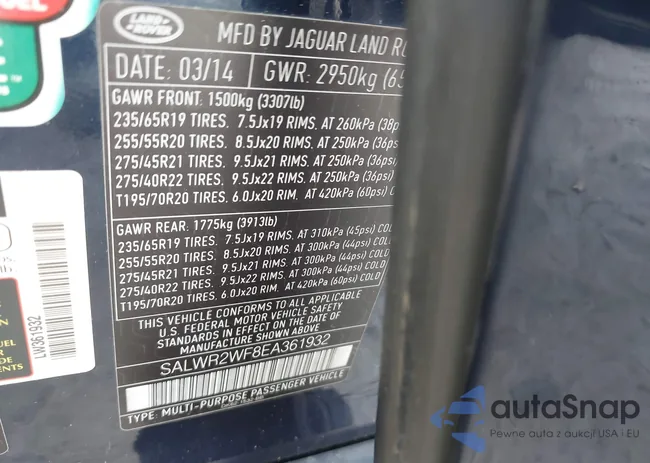 UEL
LAND
ROVER
MFD BY JAGUAR LAND RO
DATE: 03/14 GWR: 2950kg (65
GAWR FRONT: 1500kg (3307lb)
235/65R19 TIRES. 7.5Jx19 RIMS. AT 260kPa (38p
255/55R20 TIRES. 8.5Jx20 RIMS. AT 250kPa (36ps
275/45R21 TIRES. 9.5Jx21 RIMS. AT 250kPa (36psi
275/40R22 TIRES. 9.5Jx22 RIMS. AT 250kPa (36psi)
T195/70R20 TIRES. 6.0Jx20 RIM. AT 420kPa (60psi) C
GAWR REAR: 1775kg (3913lb)
235/65R19 TIRES. 7.5Jx19 RIMS. AT 310kPa (45psi) COLD
255/55R20 TIRES. 8.5Jx20 RIMS. AT 300kPa (44psi) COLD
275/45R21 TIRES. 9.5Jx21 RIMS. AT 300kPa (44psi) COLD
275/40R22 TIRES. 9.5Jx22 RIMS. AT 300kPa (44psi) COLD
T195/70R20 TIRES. 6.0Jx20 RIM. AT 420kPa (60psi) COLD
THIS VEHICLE CONFORMS TO ALL APPLICABLE
U.S. FEDERAL MOTOR VEHICLE SAFETY
STANDARDS IN EFFECT ON THE DATE OF
MANUFACTURE SHOWN ABOVE.
SALWR2WF8EA361932
TYPE: MULTI-PURPOSE PASSENGER VEHICLE
LW361932
autaSnap
Pewne auta z aukcji USA i EU